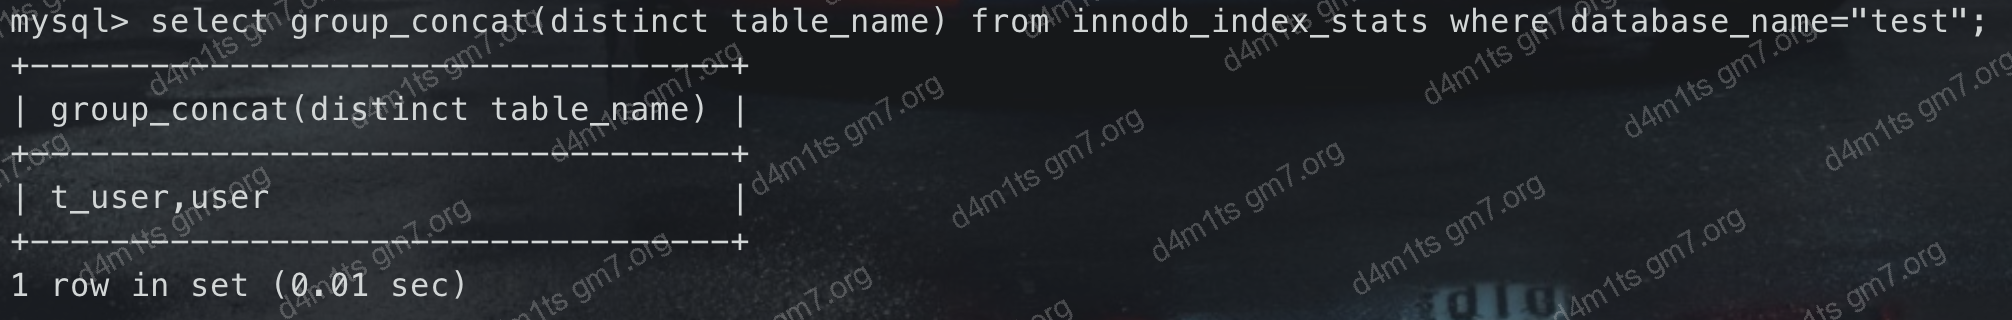 mysql> select group_concat(distinct table_name) from innodb_index_stats where database_name="test";
+-----------------------------------+
| group_concat(distinct table_name) |
+-----------------------------------+
| t_user,user                       |
+-----------------------------------+
1 row in set (0.01 sec)
d4m1ts gm7.org